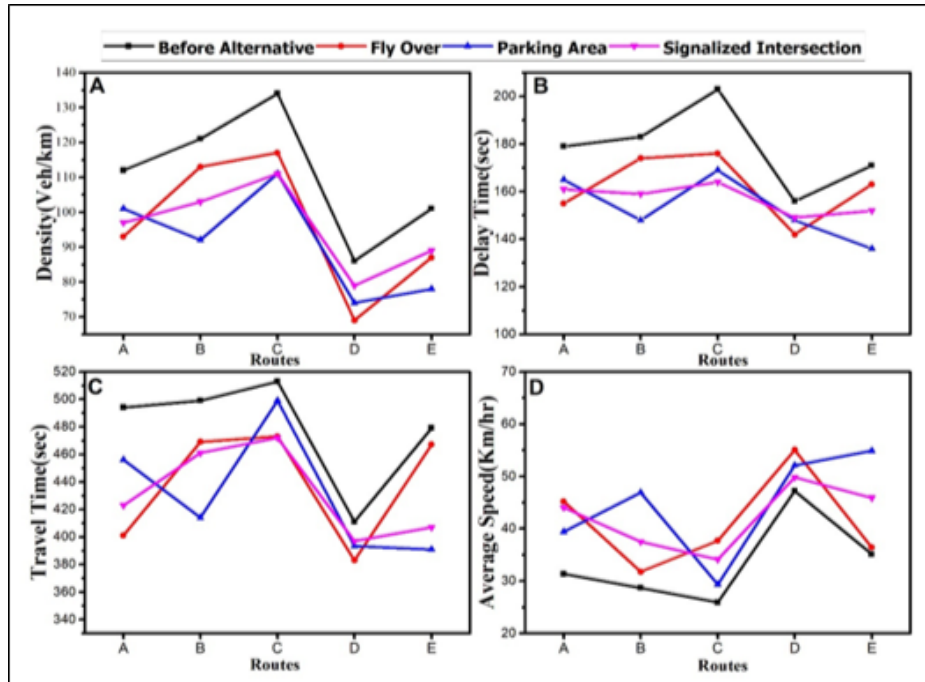 Before Alternative Fly Over Parking Area Signalized Intersection
A
Density(Veh/km)
140
130
120
110
100
90
80
70
A B C D E
Routes
B
Delay Time(sec)
200
180
160
140
120
100
A B C D E
Routes
C
Travel Time(sec)
520
500
480
460
440
420
400
380
360
340
A B C D E
Routes
D
Average Speed(Km/hr)
70
60
50
40
30
20
A B C D E
Routes